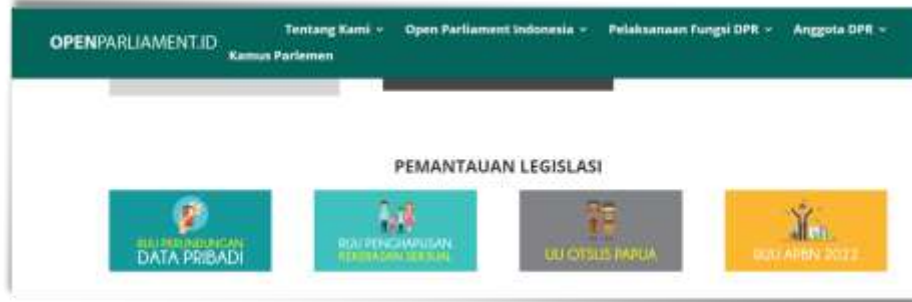 OPENPARLIAMENT.ID
Tentang Kami Open Parliament Indonesia Pelaksanaan Fungsi DPR Anggota DPR
Kamus Parlemen
PEMANTAUAN LEGISLASI
RUU PERLINDUNGAN
DATA PRIBADI
RUU PENGHAPUSAN
KEKERASAN SEKSUAL
UU OTSUS PAPUA
RUU APBN 2022